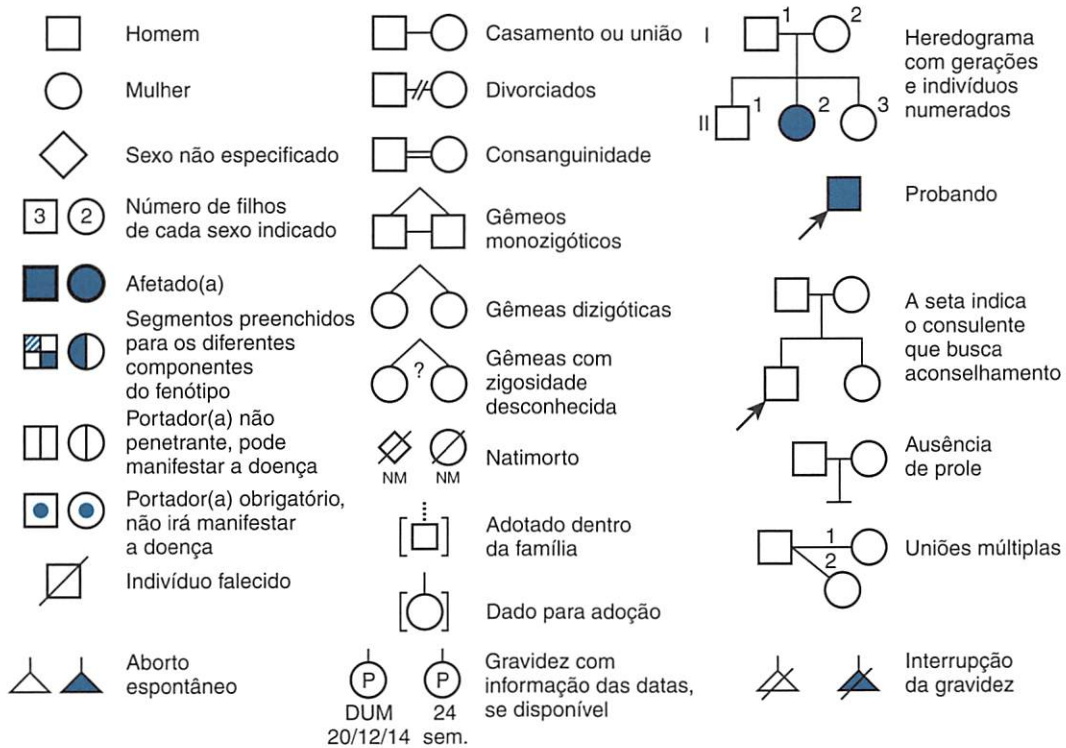 Homem
Mulher
Sexo não especificado
3 2
Número de filhos
de cada sexo indicado
Afetado(a)
Segmentos preenchidos
para os diferentes
componentes
do fenótipo
Portador(a) não
penetrante, pode
manifestar a doença
Portador(a) obrigatório,
não irá manifestar
a doença
Indivíduo falecido
Aborto
espontâneo
Casamento ou união
Divorciados
Consanguinidade
Gêmeos
monozigóticos
Gêmeas dizigóticas
?
Gêmeas com
zigosidade
desconhecida
NM NM
Natimorto
Adotado dentro
da família
Dado para adoção
P P
DUM 24
20/12/14 sem.
Gravidez com
informação das datas,
se disponível
I 1 2
II 1 2 3
Heredograma
com gerações
e indivíduos
numerados
Probando
A seta indica
o consulente
que busca
aconselhamento
Ausência
de prole
1
2
Uniões múltiplas
Interrupção
da gravidez